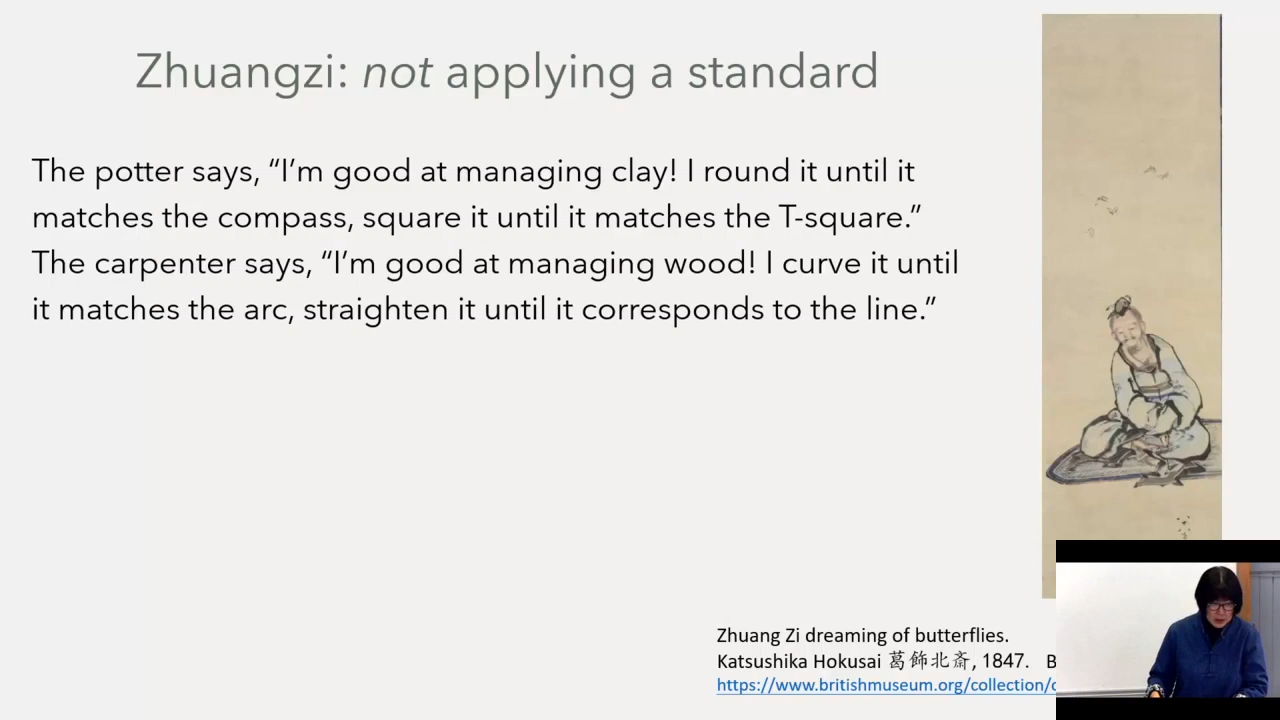 Zhuangzi: not applying a standard
The potter says, “I’m good at managing clay! I round it until it
matches the compass, square it until it matches the T-square.”
The carpenter says, “I’m good at managing wood! I curve it until
it matches the arc, straighten it until it corresponds to the line.”
Zhuang Zi dreaming of butterflies.
Katsushika Hokusai 葛飾北斎, 1847. B
https://www.britishmuseum.org/collection/